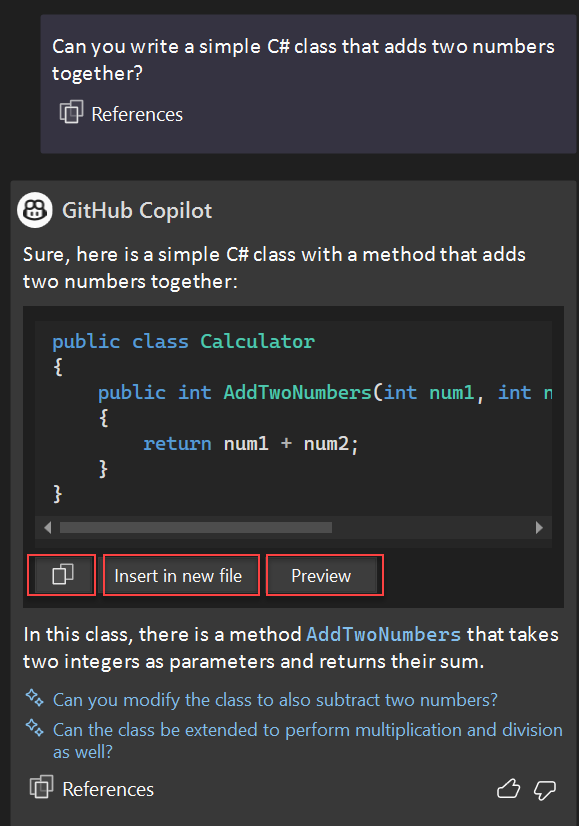 Can you write a simple C# class that adds two numbers
together?
References
GitHub Copilot
Sure, here is a simple C# class with a method that adds
two numbers together:
public class Calculator
{
    public int AddTwoNumbers(int num1, int n
    {
        return num1 + num2;
    }
}
Insert in new file
Preview
In this class, there is a method AddTwoNumbers that takes
two integers as parameters and returns their sum.
Can you modify the class to also subtract two numbers?
Can the class be extended to perform multiplication and division
as well?
References